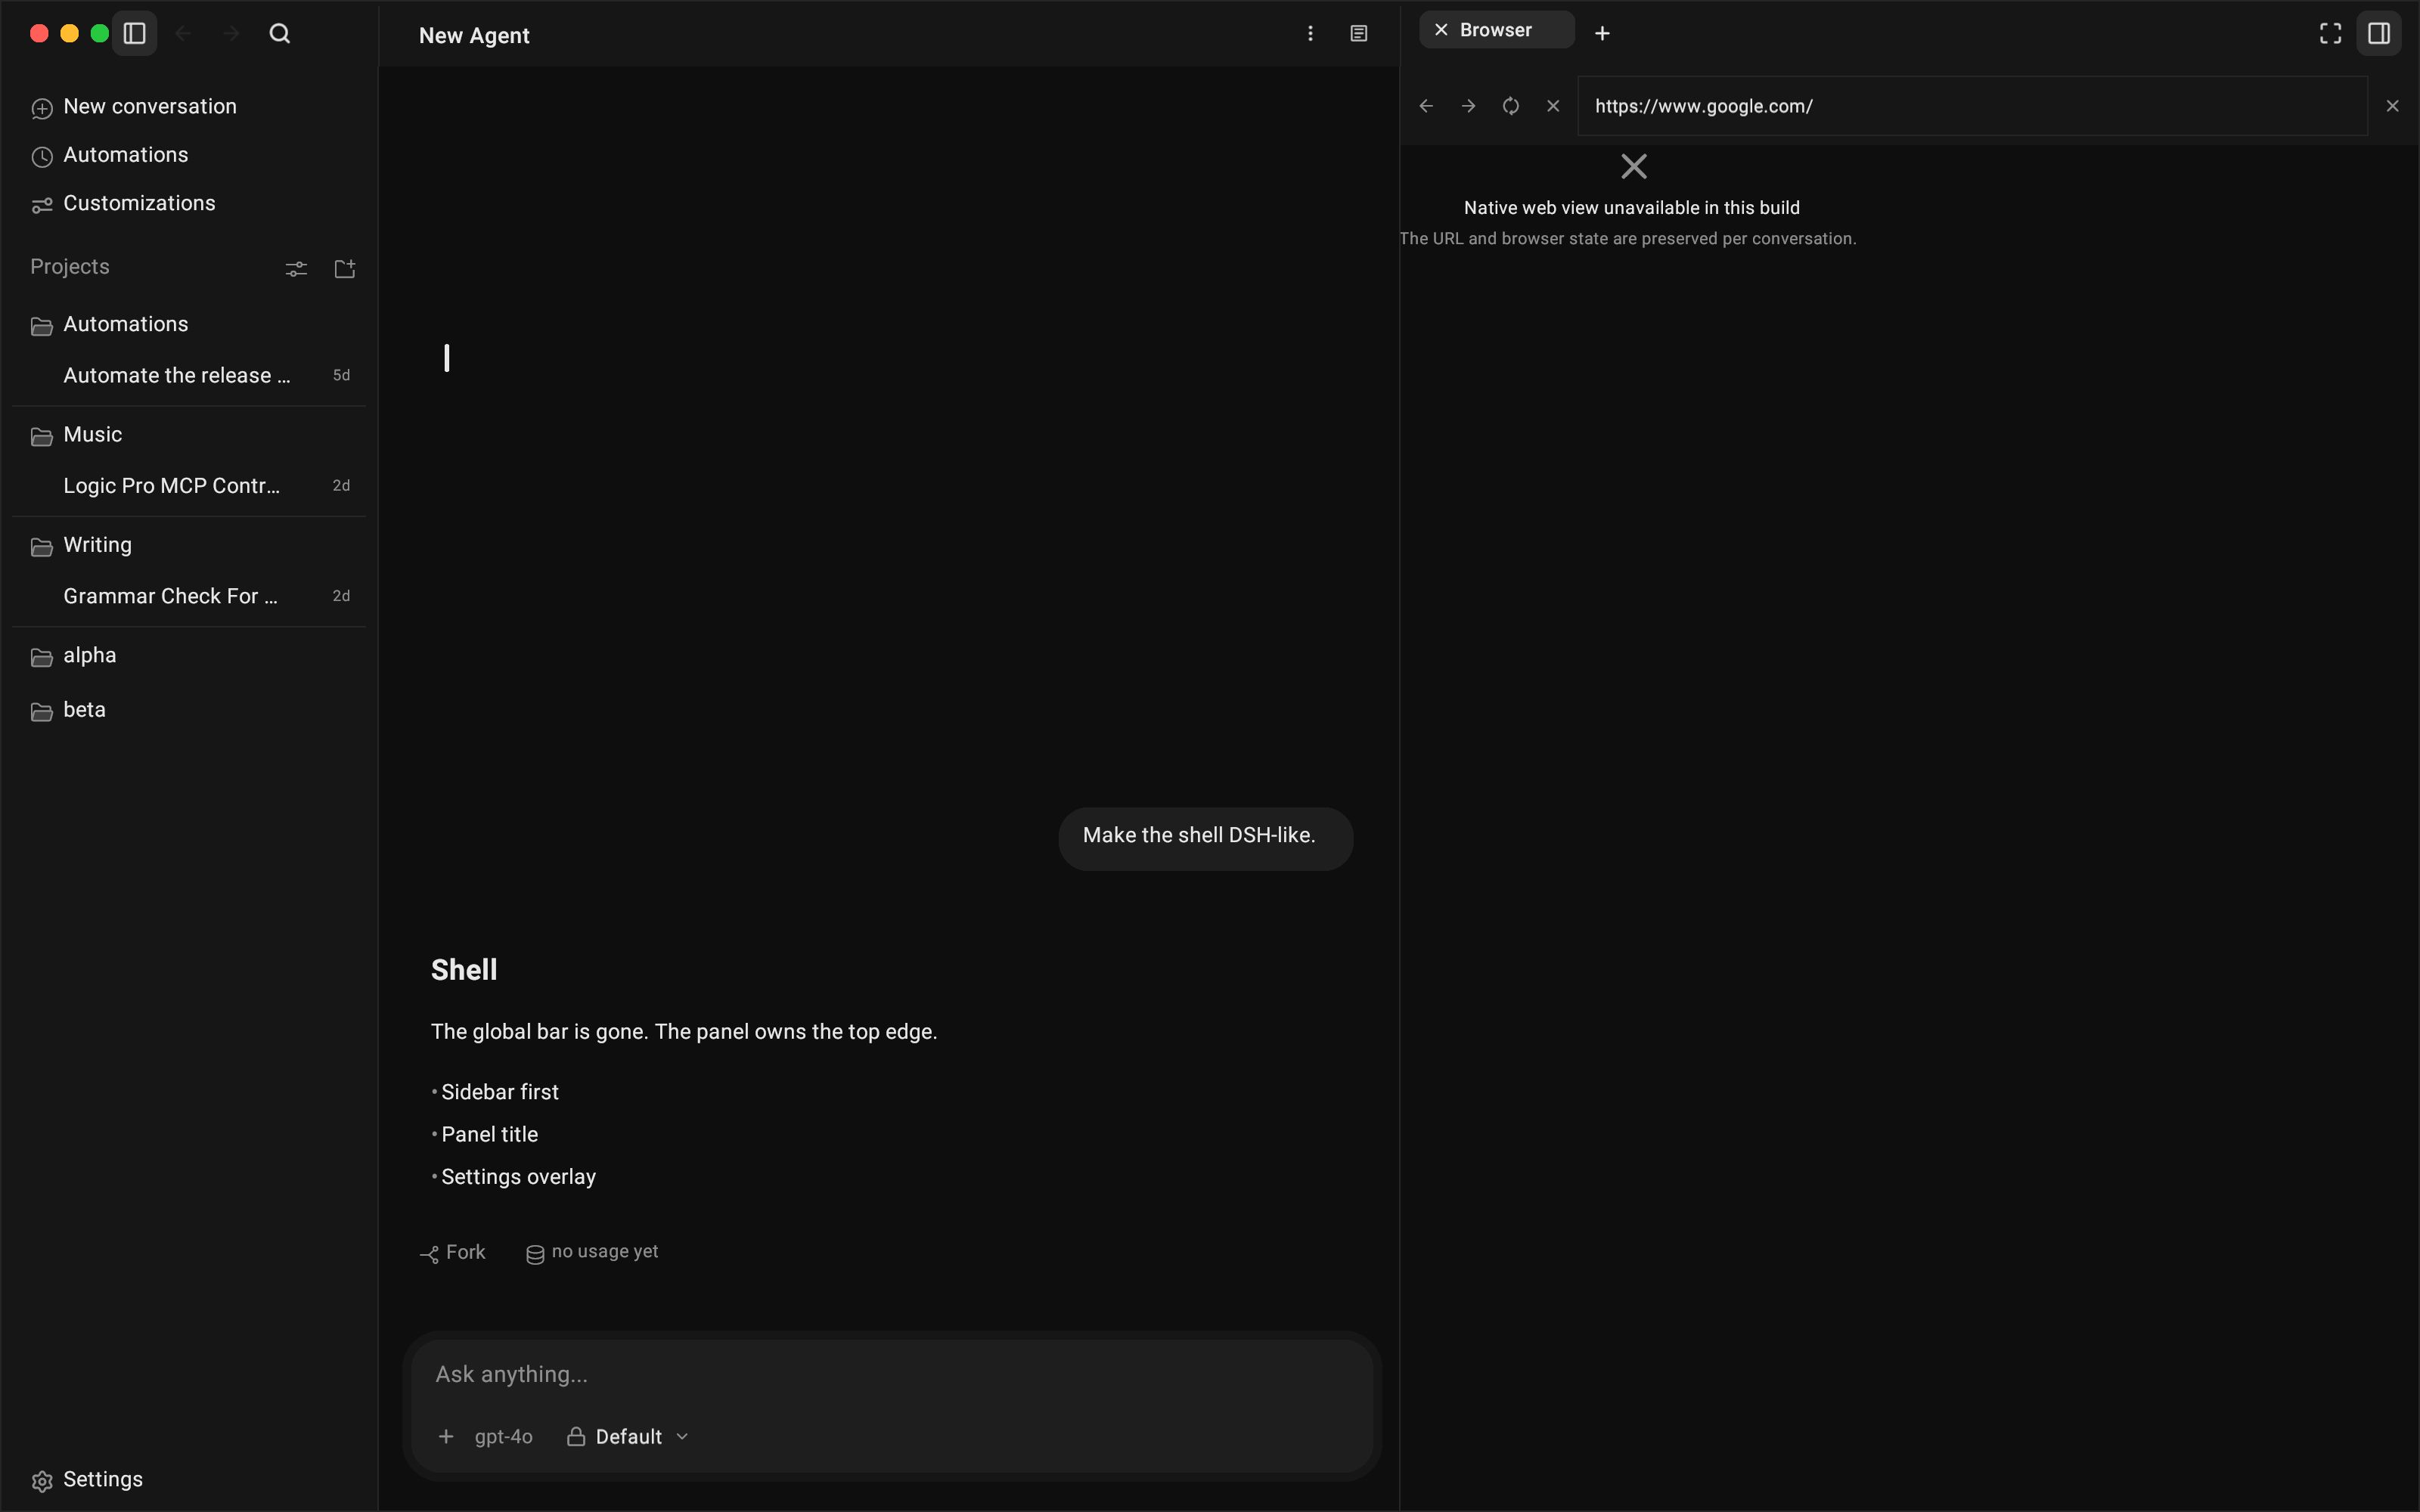 New Agent
Browser
New conversation
Automations
Customizations
https://www.google.com/
Native web view unavailable in this build
The URL and browser state are preserved per conversation.
Projects
Automations
Automate the release ... 5d
Music
Logic Pro MCP Contr... 2d
Writing
Grammar Check For ... 2d
alpha
beta
Make the shell DSH-like.
Shell
The global bar is gone. The panel owns the top edge.
• Sidebar first
• Panel title
• Settings overlay
Fork no usage yet
Ask anything...
gpt-4o Default
Settings